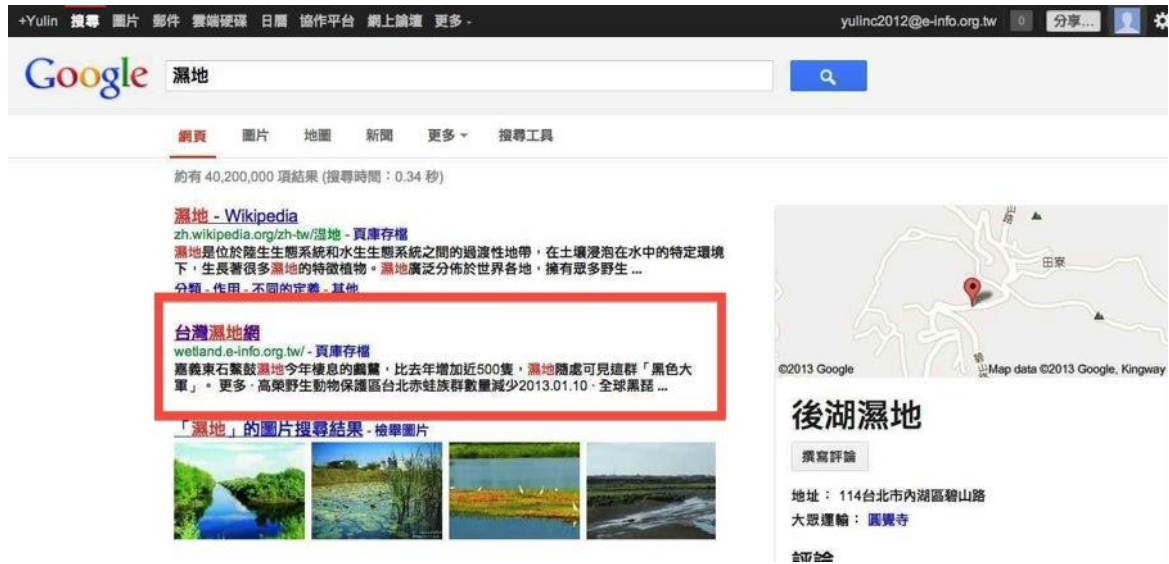 +Yulin 搜尋 圖片 郵件 雲端硬碟 日曆 協作平台 網上論壇 更多 -
yulinc2012@e-info.org.tw 0 分享...
Google 濕地
網頁 圖片 地圖 新聞 更多 搜尋工具
約有 40,200,000 項結果 (搜尋時間：0.34 秒)
濕地 - Wikipedia
zh.wikipedia.org/zh-tw/湿地 - 頁庫存檔
濕地是位於陸生生態系統和水生生態系統之間的過渡性地帶，在土壤浸泡在水中的特定環境
下，生長著很多濕地的特徵植物。濕地廣泛分佈於世界各地，擁有眾多野生 ...
分類 - 作用 - 不同的定義 - 其他
台灣濕地網
wetland.e-info.org.tw/ - 頁庫存檔
嘉義東石鰲鼓濕地今年棲息的鸕鶿，比去年增加近500隻，濕地隨處可見這群「黑色大
軍」。 更多 · 高榮野生動物保護區台北赤蛙族群數量減少2013.01.10 · 全球黑琵 ...
「濕地」的圖片搜尋結果 - 檢舉圖片
路
田寮
碧山
©2013 Google
Map data ©2013 Google, Kingway
後湖濕地
撰寫評論
地址： 114台北市內湖區碧山路
大眾運輸： 圓覺寺
評論